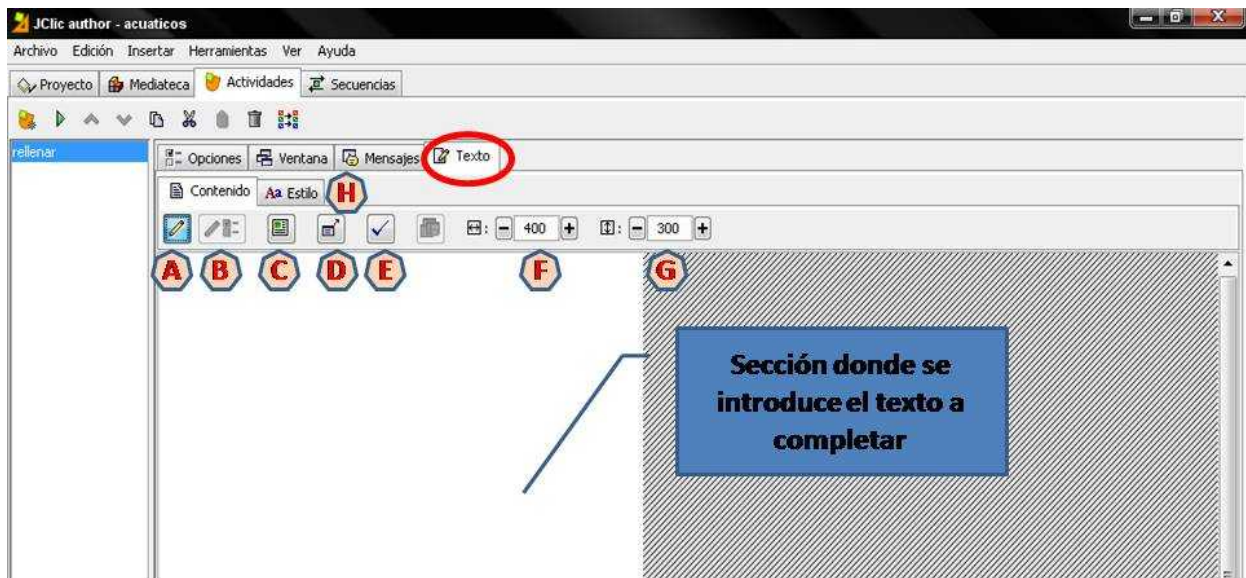 JClic author - acuaticos
Archivo Edición Insertar Herramientas Ver Ayuda
Proyecto Mediateca Actividades Secuencias
rellenar
Opciones Ventana Mensajes Texto
Contenido Aa Estilo H
400 300
A B C D E F G
Sección donde se
introduce el texto a
completar